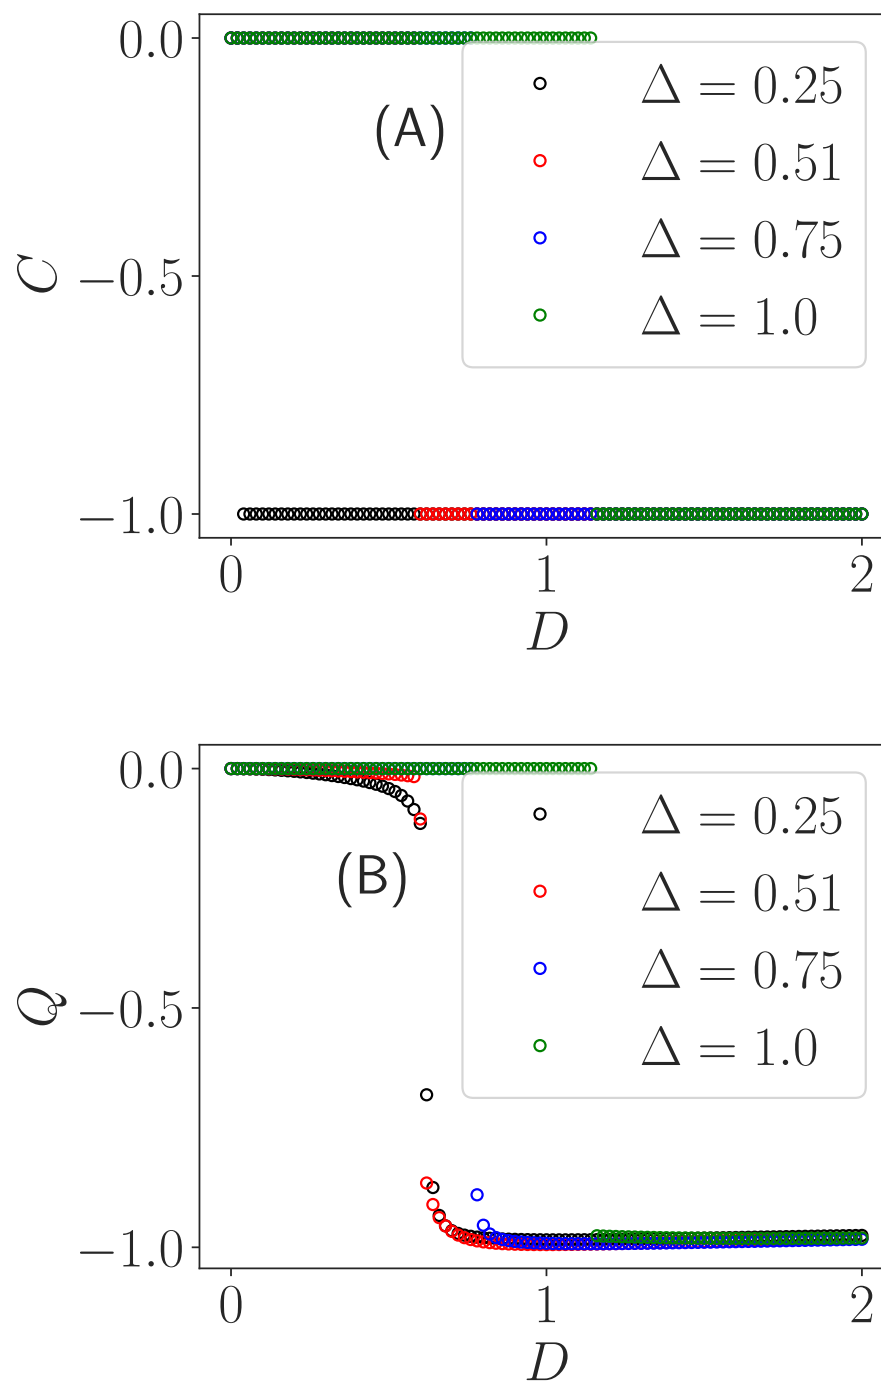 0.0
(A)
Δ = 0.25
Δ = 0.51
Δ = 0.75
Δ = 1.0
C
−0.5
−1.0
0 1 2
D
0.0
(B)
Δ = 0.25
Δ = 0.51
Δ = 0.75
Δ = 1.0
Q
−0.5
−1.0
0 1 2
D